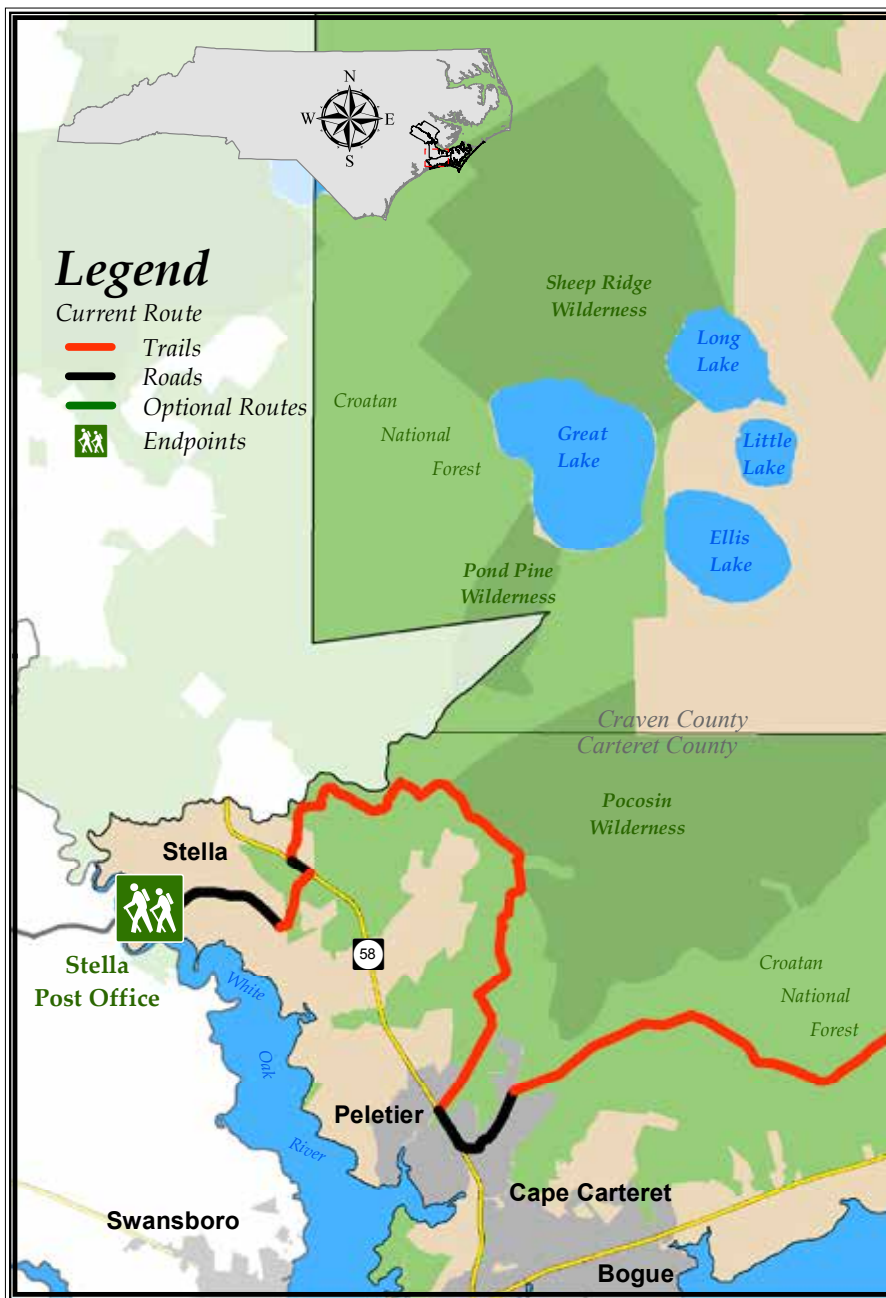 N
W
E
S
Legend
Current Route
Trails
Roads
Optional Routes
Endpoints
Sheep Ridge
Wilderness
Long
Lake
Croatan
National
Forest
Great
Lake
Little
Lake
Ellis
Lake
Pond Pine
Wilderness
Craven County
Carteret County
Pocosin
Wilderness
Stella
58
Stella
Post Office
White
Oak
River
Croatan
National
Forest
Peletier
Cape Carteret
Swansboro
Bogue